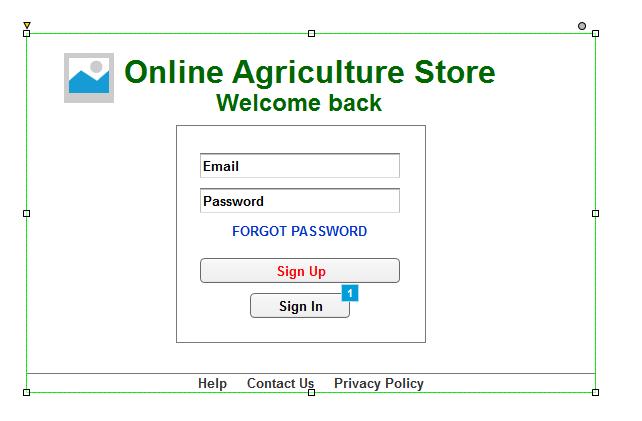 Online Agriculture Store
Welcome back
Email
Password
FORGOT PASSWORD
Sign Up
1
Sign In
Help Contact Us Privacy Policy